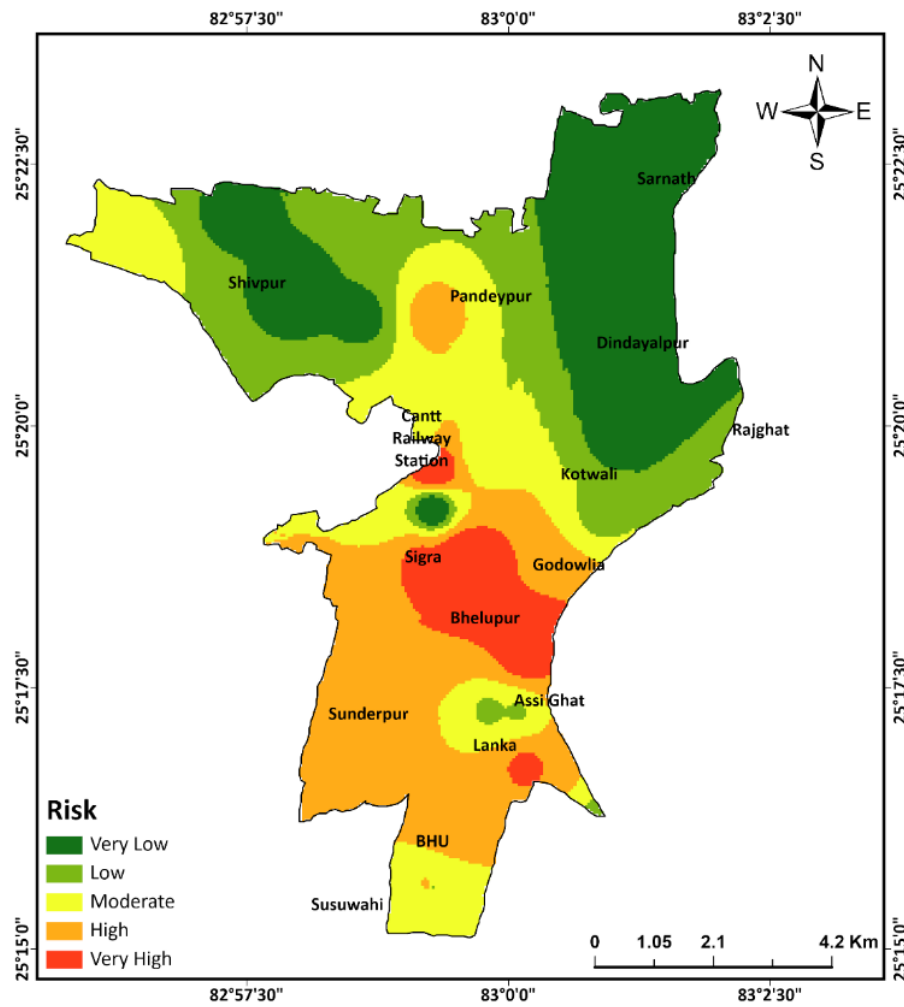 82°57'30"
83°0'0"
83°2'30"
N
W
E
S
25°22'30"
25°22'30"
Sarnath
Shivpur
Pandeypur
Dindayalpur
25°20'0"
25°20'0"
Cantt
Railway
Station
Rajghat
Kotwali
Sigra
Godowlia
Bhelupur
25°17'30"
25°17'30"
Assi Ghat
Sunderpur
Lanka
Risk
Very Low
Low
Moderate
High
Very High
BHU
Susuwahi
0 1.05 2.1 4.2 Km
25°15'0"
25°15'0"
82°57'30"
83°0'0"
83°2'30"